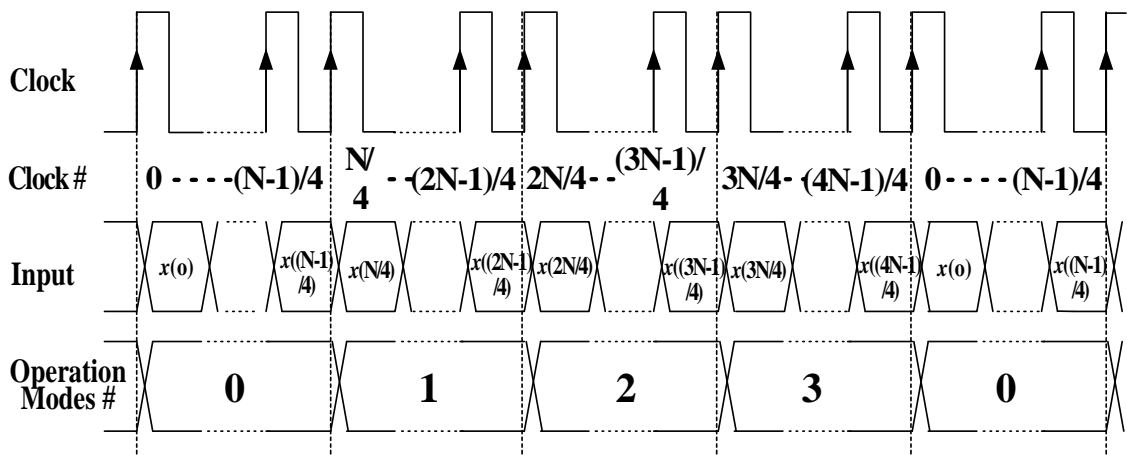 Clock
Clock # 0 (N-1)/4 N/4 (2N-1)/4 2N/4 (3N-1)/4 3N/4 (4N-1)/4 0 (N-1)/4
Input x(o) x((N-1)/4) x(N/4) x((2N-1)/4) x(2N/4) x((3N-1)/4) x(3N/4) x((4N-1)/4) x(o) x((N-1)/4)
Operation
Modes # 0 1 2 3 0